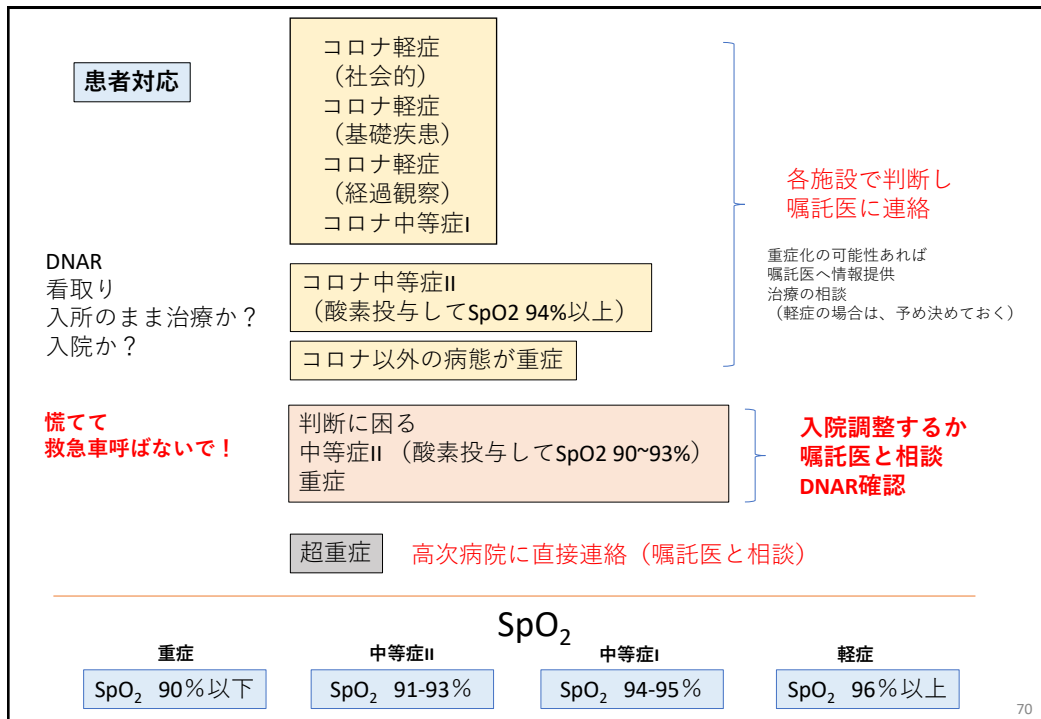 患者対応
コロナ軽症
（社会的）
コロナ軽症
（基礎疾患）
コロナ軽症
（経過観察）
コロナ中等症I
各施設で判断し
嘱託医に連絡
重症化の可能性あれば
嘱託医へ情報提供
治療の相談
（軽症の場合は、予め決めておく）
DNAR
看取り
入所のまま治療か？
入院か？
コロナ中等症II
（酸素投与してSpO2 94%以上）
コロナ以外の病態が重症
慌てて
救急車呼ばないで！
判断に困る
中等症II （酸素投与してSpO2 90~93%）
重症
入院調整するか
嘱託医と相談
DNAR確認
超重症
高次病院に直接連絡（嘱託医と相談）
SpO₂
重症
SpO₂ 90％以下
中等症II
SpO₂ 91-93％
中等症I
SpO₂ 94-95％
軽症
SpO₂ 96％以上
70